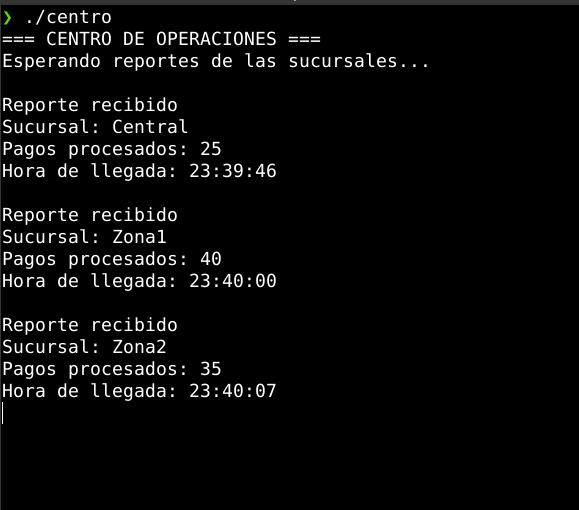 ❯ ./centro
=== CENTRO DE OPERACIONES ===
Esperando reportes de las sucursales...

Reporte recibido
Sucursal: Central
Pagos procesados: 25
Hora de llegada: 23:39:46

Reporte recibido
Sucursal: Zona1
Pagos procesados: 40
Hora de llegada: 23:40:00

Reporte recibido
Sucursal: Zona2
Pagos procesados: 35
Hora de llegada: 23:40:07